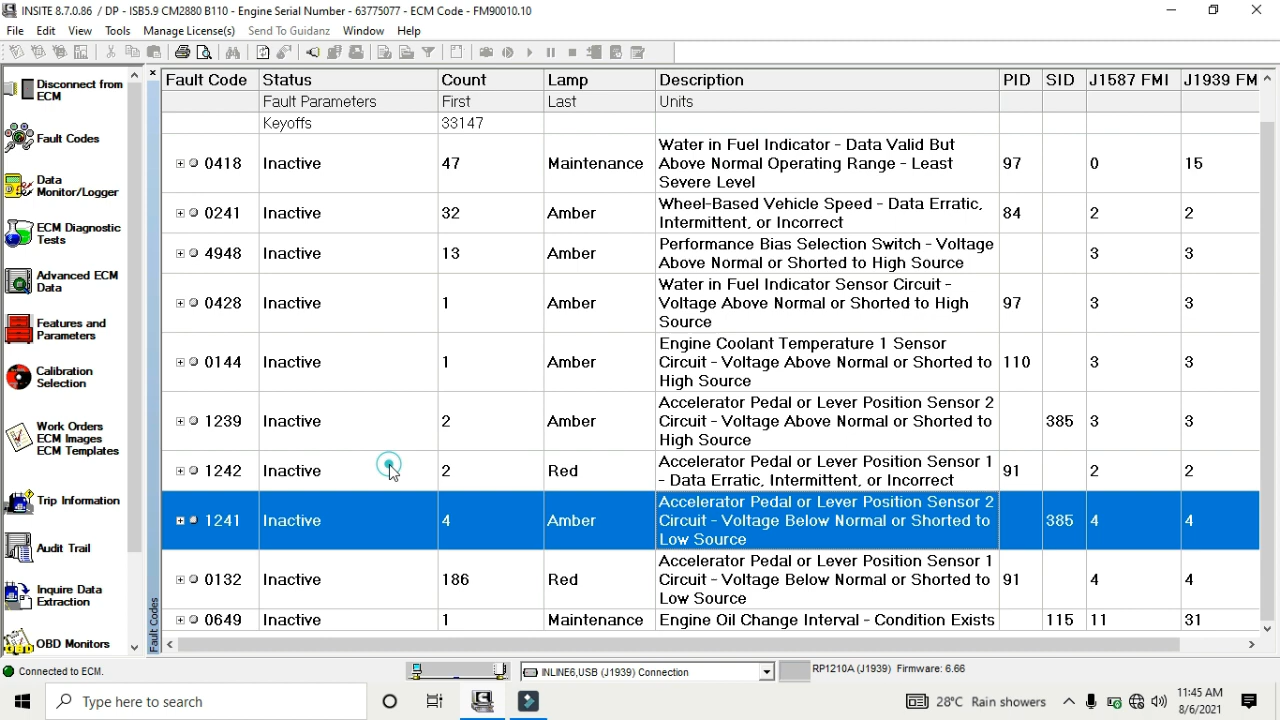 INSITE 8.7.0.86 / DP - ISB5.9 CM2880 B110 - Engine Serial Number - 63775077 - ECM Code - FM90010.10
File Edit View Tools Manage License(s) Send To Guidanz Window Help
Disconnect from
ECM
Fault Codes
Data
Monitor/Logger
ECM Diagnostic
Tests
Advanced ECM
Data
Features and
Parameters
Calibration
Selection
Work Orders
ECM Images
ECM Templates
Trip Information
Audit Trail
Inquire Data
Extraction
OBD Monitors
Fault Codes
Fault Code Status Count Lamp Description PID SID J1587 FMI J1939 FM
Fault Parameters First Last Units
Keyoffs 33147
Water in Fuel Indicator - Data Valid But
0418 Inactive 47 Maintenance Above Normal Operating Range - Least 97 0 15
Severe Level
Wheel-Based Vehicle Speed - Data Erratic,
0241 Inactive 32 Amber 84 2 2
Intermittent, or Incorrect
Performance Bias Selection Switch - Voltage
4948 Inactive 13 Amber 3 3
Above Normal or Shorted to High Source
Water in Fuel Indicator Sensor Circuit -
0428 Inactive 1 Amber Voltage Above Normal or Shorted to High 97 3 3
Source
Engine Coolant Temperature 1 Sensor
0144 Inactive 1 Amber Circuit - Voltage Above Normal or Shorted to 110 3 3
High Source
Accelerator Pedal or Lever Position Sensor 2
1239 Inactive 2 Amber Circuit - Voltage Above Normal or Shorted to 385 3 3
High Source
Accelerator Pedal or Lever Position Sensor 1
1242 Inactive 2 Red 91 2 2
- Data Erratic, Intermittent, or Incorrect
Accelerator Pedal or Lever Position Sensor 2
1241 Inactive 4 Amber Circuit - Voltage Below Normal or Shorted to 385 4 4
Low Source
Accelerator Pedal or Lever Position Sensor 1
0132 Inactive 186 Red Circuit - Voltage Below Normal or Shorted to 91 4 4
Low Source
0649 Inactive 1 Maintenance Engine Oil Change Interval - Condition Exists 115 11 31
Connected to ECM. INLINE6,USB (J1939) Connection RP1210A (J1939) Firmware: 6.66
Type here to search 28°C Rain showers 11:45 AM
8/6/2021